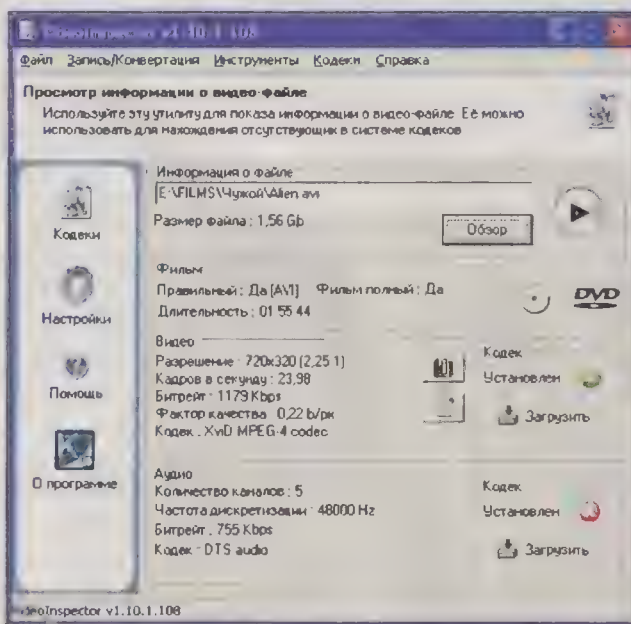 v1.10.1.108
Файл Запись/Конвертация Инструменты Кодеки Справка
Просмотр информации о видео-файле
Используйте эту утилиту для показа информации о видео-файле. Её можно
использовать для нахождения отсутствующих в системе кодеков
Кодеки
Настройки
Помощь
О программе
Информация о файле
E:\FILMS\Чужой\Alien.avi
Размер файла : 1,56 Gb
Обзор
Фильм
Правильный : Да (AVI) Фильм полный : Да
Длительность : 01 55 44
DVD
Видео
Разрешение : 720x320 (2,25 1)
Кадров в секунду : 23,98
Битрейт : 1179 Kbps
Фактор качества 0,22 b/px
Кодек : XviD MPEG-4 codec
Кодек
Установлен
Загрузить
Аудио
Количество каналов : 5
Частота дискретизации : 48000 Hz
Битрейт : 755 Kbps
Кодек : DTS audio
Кодек
Установлен
Загрузить
deoInspector v1.10.1.108